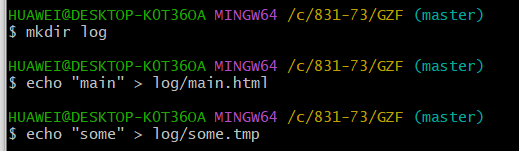 HUAWEI@DESKTOP-K0T36OA MINGW64 /c/831-73/GZF (master)
$ mkdir log
HUAWEI@DESKTOP-K0T36OA MINGW64 /c/831-73/GZF (master)
$ echo "main" > log/main.html
HUAWEI@DESKTOP-K0T36OA MINGW64 /c/831-73/GZF (master)
$ echo "some" > log/some.tmp